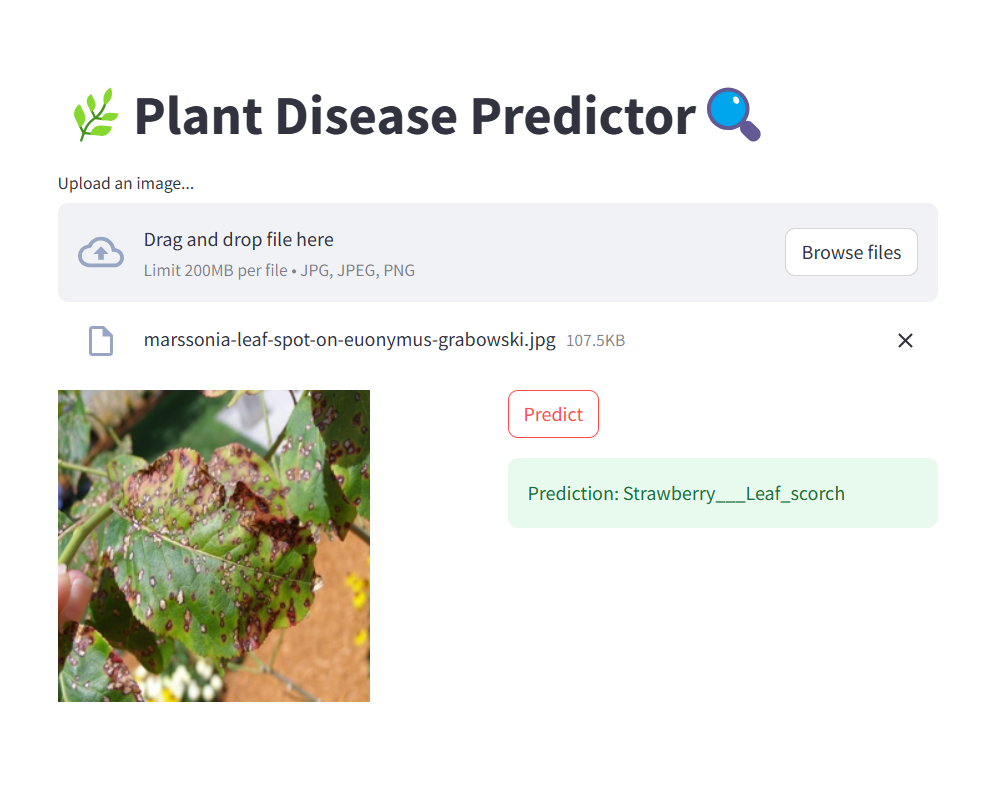 Plant Disease Predictor
Upload an image...
Drag and drop file here
Limit 200MB per file • JPG, JPEG, PNG
Browse files
marssonia-leaf-spot-on-euonymus-grabowski.jpg 107.5KB
Predict
Prediction: Strawberry___Leaf_scorch